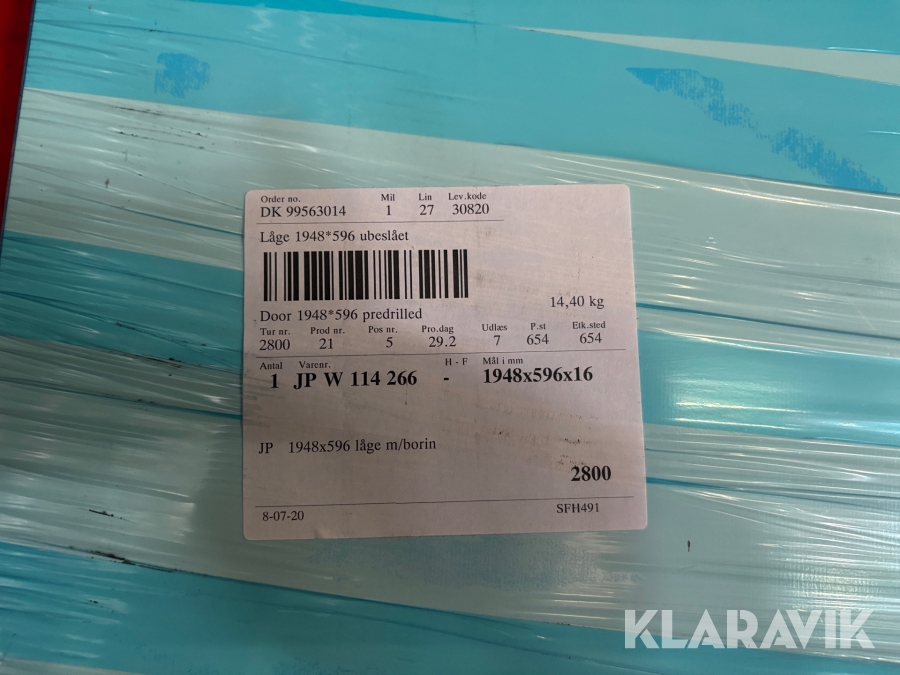 Order no. Mil Lin Lev.kode
DK 99563014 1 27 30820
Låge 1948*596 ubeslået
14,40 kg
Door 1948*596 predrilled
Tur nr. Prod nr. Pos nr. Pro.dag Udlæs P.st Etk.sted
2800 21 5 29.2 7 654 654
Antal Varenr. H - F Mål i mm
1 JP W 114 266 - 1948x596x16
JP 1948x596 låge m/borin
2800
8-07-20 SFH491
KLARAVIK